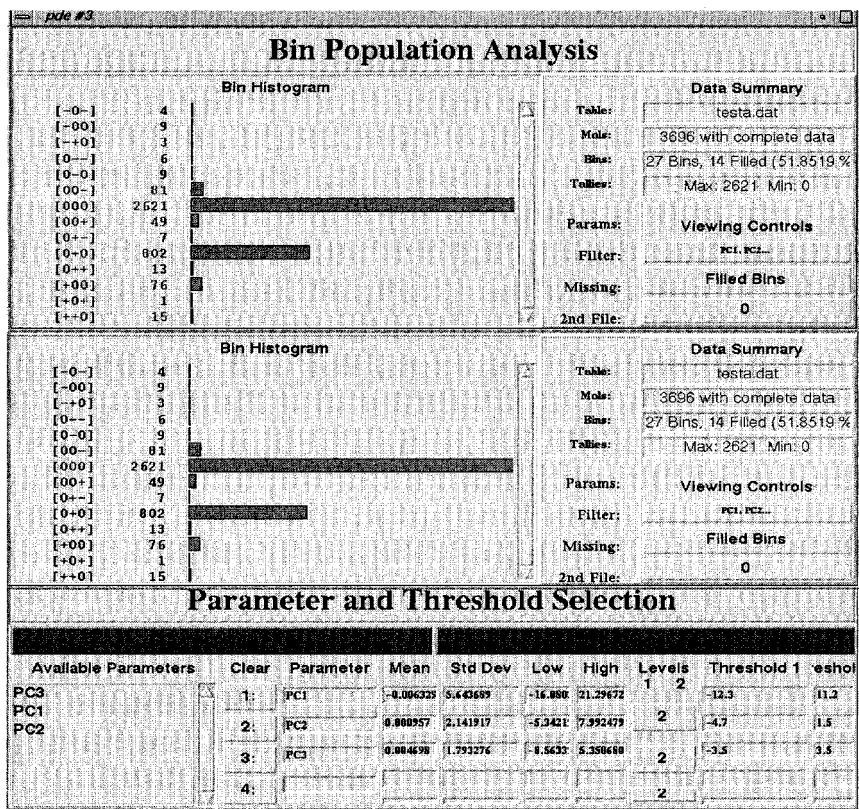 pde #3
Bin Population Analysis
Bin Histogram
[-0-] 4
[-00] 9
[-+0] 3
[0--] 6
[0-0] 9
[00-] 81
[000] 2621
[00+] 49
[0+-] 7
[0+0] 802
[0++] 13
[+00] 76
[+0+] 1
[++0] 15
Data Summary
Table: testa.dat
Mols: 3696 with complete data
Bins: 27 Bins, 14 Filled (51.8519 %
Tallies: Max: 2621 Min: 0
Params: Viewing Controls
Filter: PC1, PC2...
Missing: Filled Bins
2nd File: 0
Bin Histogram
[-0-] 4
[-00] 9
[-+0] 3
[0--] 6
[0-0] 9
[00-] 81
[000] 2621
[00+] 49
[0+-] 7
[0+0] 802
[0++] 13
[+00] 76
[+0+] 1
[++0] 15
Data Summary
Table: testa.dat
Mols: 3696 with complete data
Bins: 27 Bins, 14 Filled (51.8519 %
Tallies: Max: 2621 Min: 0
Params: Viewing Controls
Filter: PC1, PC2...
Missing: Filled Bins
2nd File: 0
Parameter and Threshold Selection
Available Parameters Clear Parameter Mean Std Dev Low High Levels Threshold 1 eshol
1 2
PC3
PC1
PC2
1: PC1 -0.006329 5.643689 21.29672 -12.3 11.2
2: PC2 0.000957 2.141917 -5.2421 7.992479 2 -4.7 1.5
3: PC3 0.004698 1.793276 -8.5632 5.350680 2 -3.5 3.5
4: 2